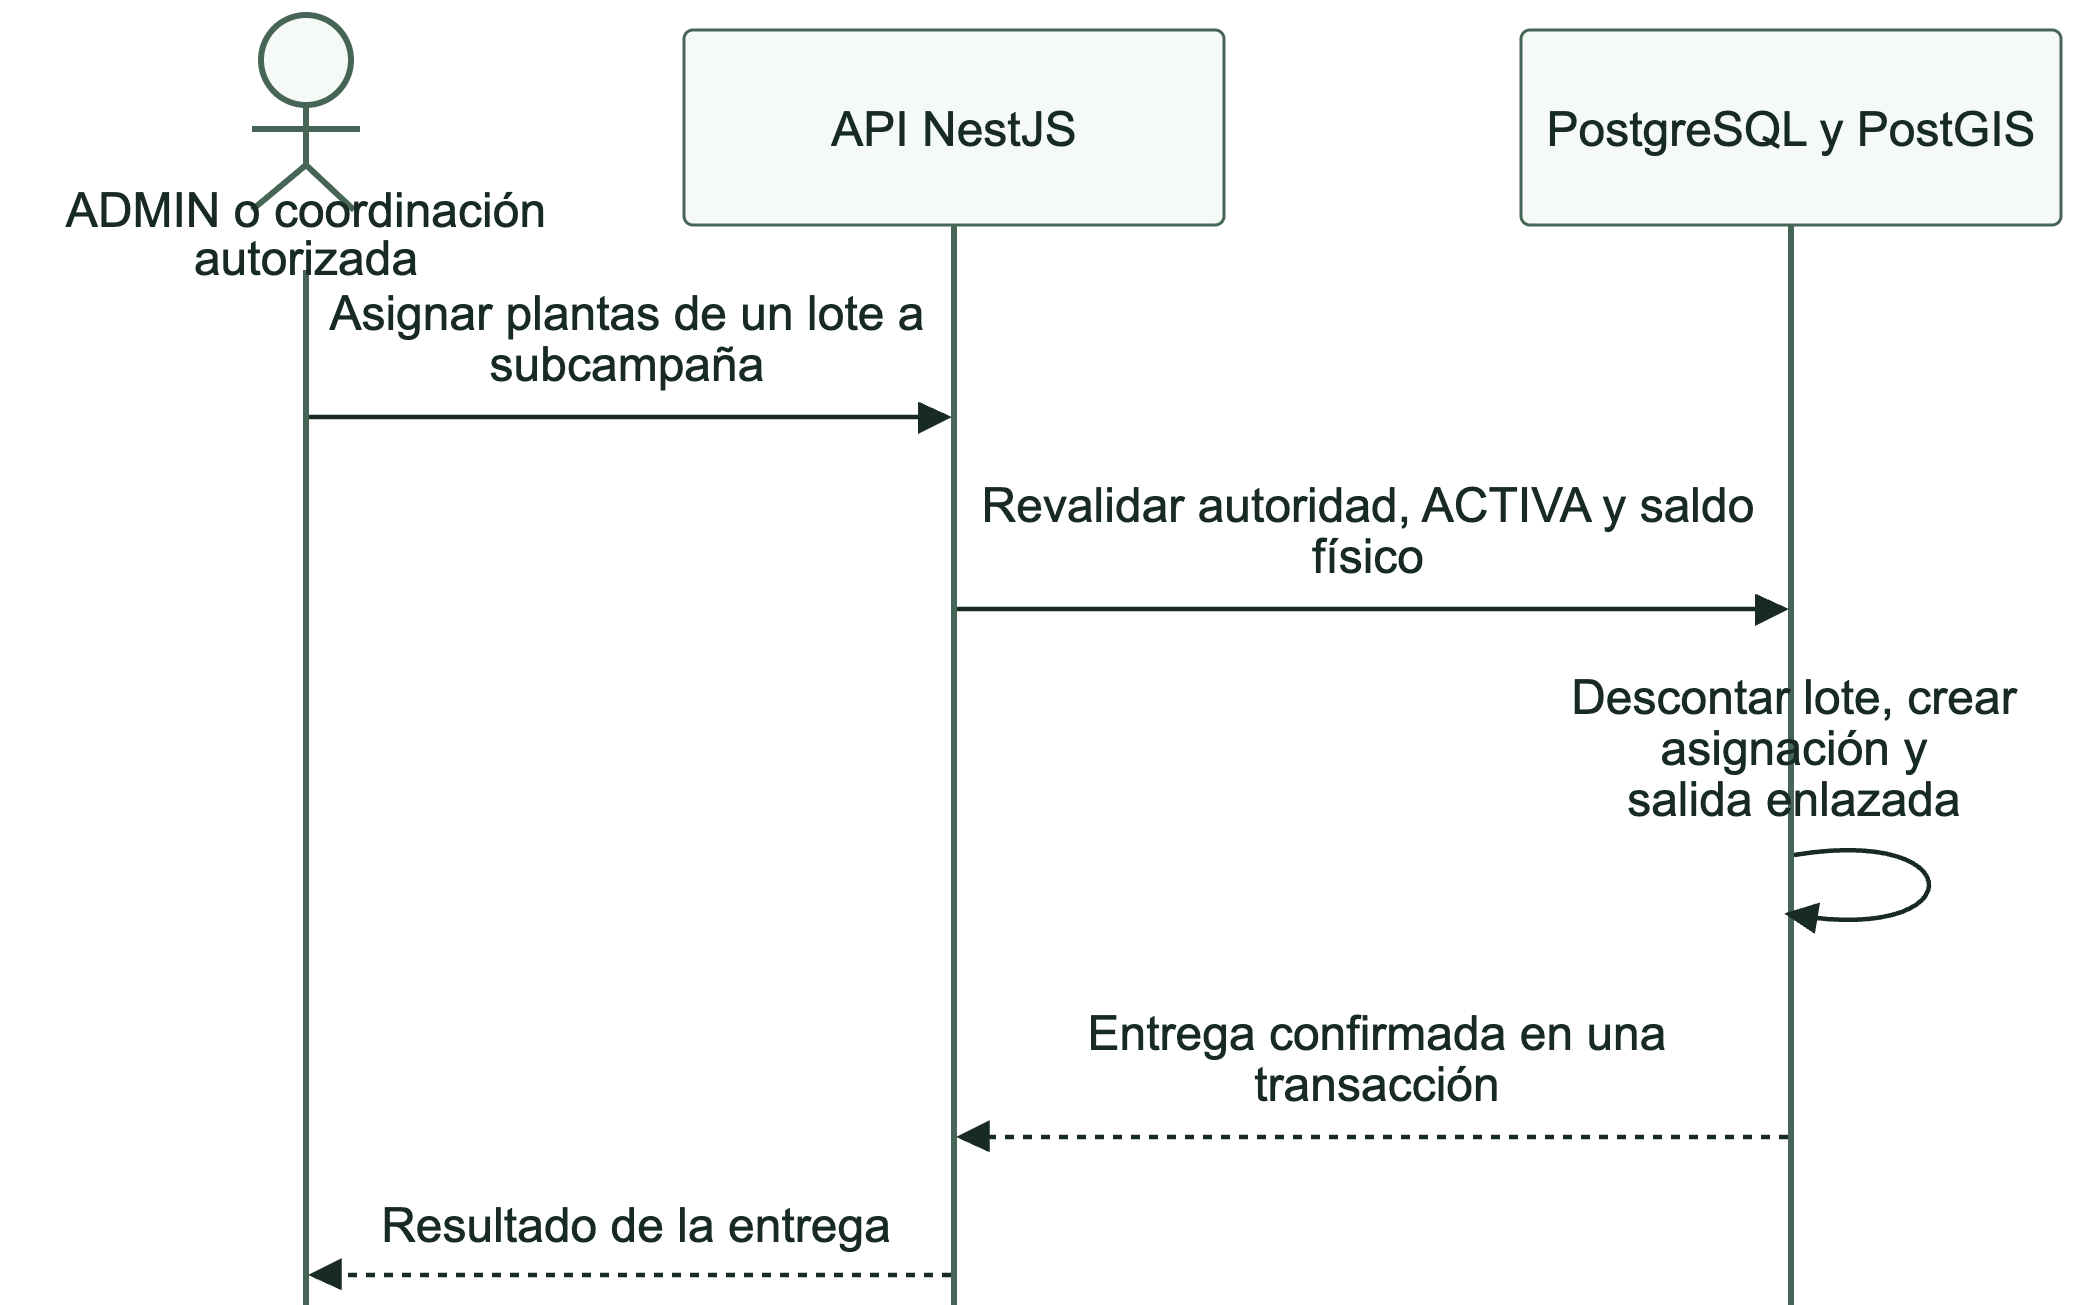 ADMIN o coordinación
autorizada
API NestJS
PostgreSQL y PostGIS
Asignar plantas de un lote a
subcampaña
Revalidar autoridad, ACTIVA y saldo
físico
Descontar lote, crear
asignación y
salida enlazada
Entrega confirmada en una
transacción
Resultado de la entrega